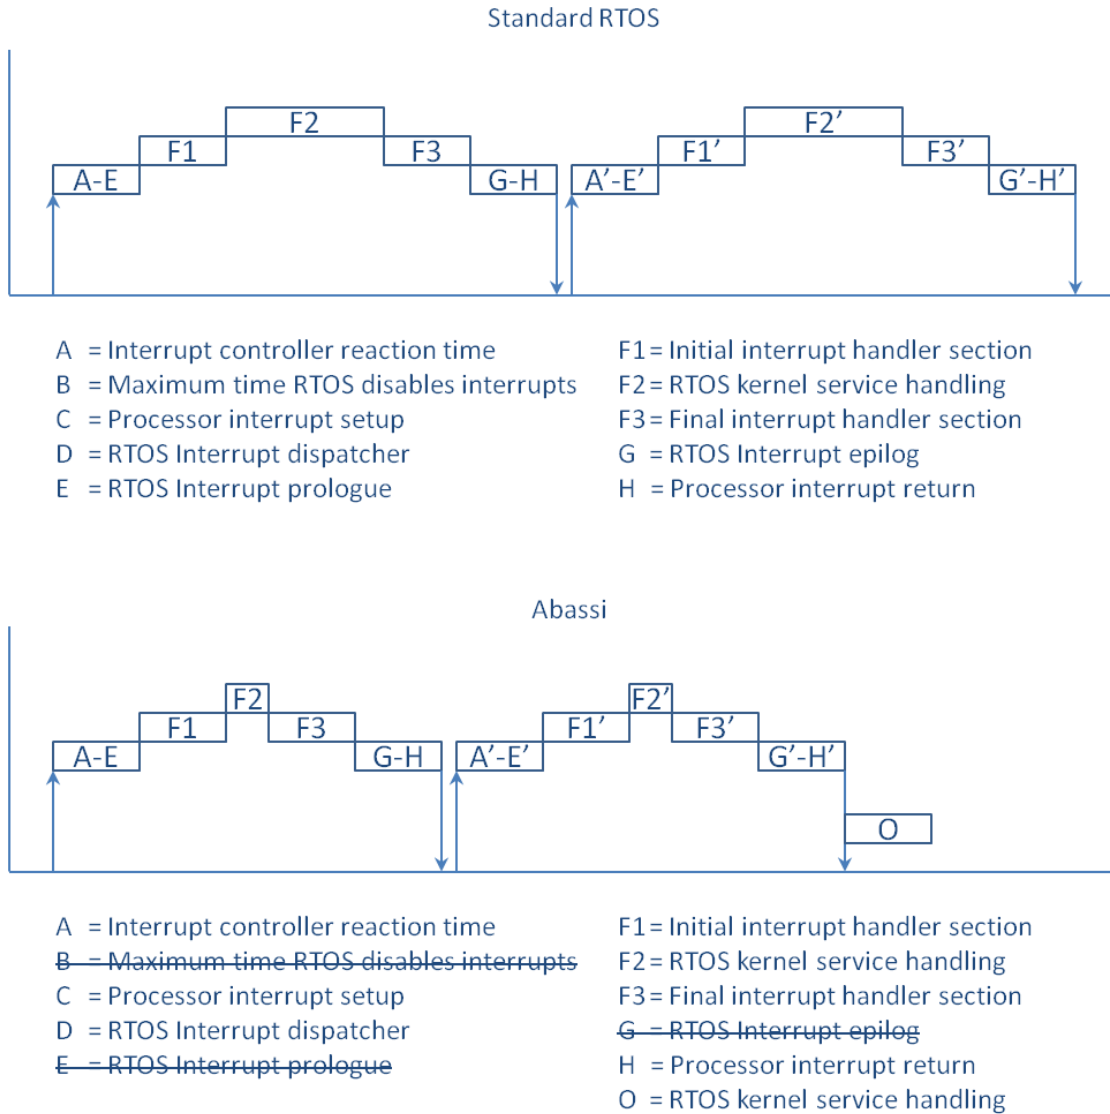 Standard RTOS
F2
F2’
F1
F3
F1’
F3’
A-E
G-H
A’-E’
G’-H’
A = Interrupt controller reaction time
B = Maximum time RTOS disables interrupts
C = Processor interrupt setup
D = RTOS Interrupt dispatcher
E = RTOS Interrupt prologue
F1= Initial interrupt handler section
F2= RTOS kernel service handling
F3= Final interrupt handler section
G = RTOS Interrupt epilog
H = Processor interrupt return
Abassi
F2
F2’
F1
F3
F1’
F3’
A-E
G-H
A’-E’
G’-H’
O
A = Interrupt controller reaction time
B = Maximum time RTOS disables interrupts
C = Processor interrupt setup
D = RTOS Interrupt dispatcher
E = RTOS Interrupt prologue
F1= Initial interrupt handler section
F2= RTOS kernel service handling
F3= Final interrupt handler section
G = RTOS Interrupt epilog
H = Processor interrupt return
O = RTOS kernel service handling